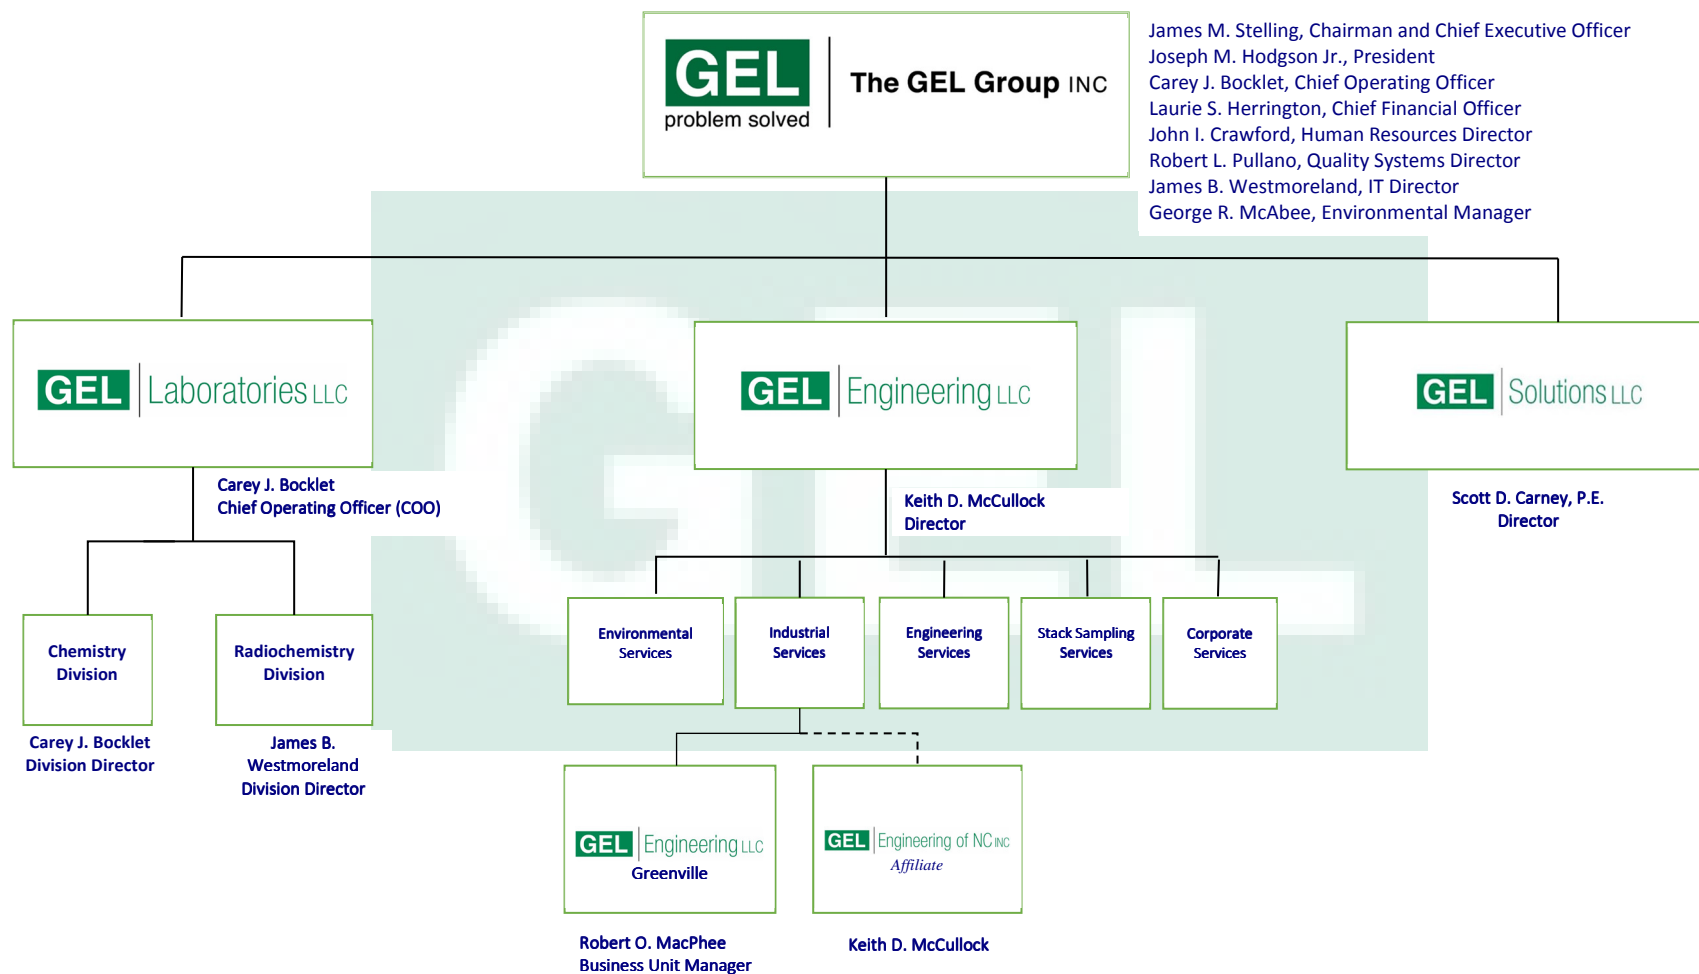 GEL
problem solved
The GEL Group INC
James M. Stelling, Chairman and Chief Executive Officer
Joseph M. Hodgson Jr., President
Carey J. Bocklet, Chief Operating Officer
Laurie S. Herrington, Chief Financial Officer
John I. Crawford, Human Resources Director
Robert L. Pullano, Quality Systems Director
James B. Westmoreland, IT Director
George R. McAbee, Environmental Manager
GEL
GEL Laboratories LLC
GEL Engineering LLC
GEL Solutions LLC
Carey J. Bocklet
Chief Operating Officer (COO)
Keith D. McCullock
Director
Scott D. Carney, P.E.
Director
Chemistry
Division
Radiochemistry
Division
Environmental
Services
Industrial
Services
Engineering
Services
Stack Sampling
Services
Corporate
Services
Carey J. Bocklet
Division Director
James B.
Westmoreland
Division Director
GEL Engineering LLC
Greenville
GEL Engineering of NC INC
Affiliate
Robert O. MacPhee
Business Unit Manager
Keith D. McCullock